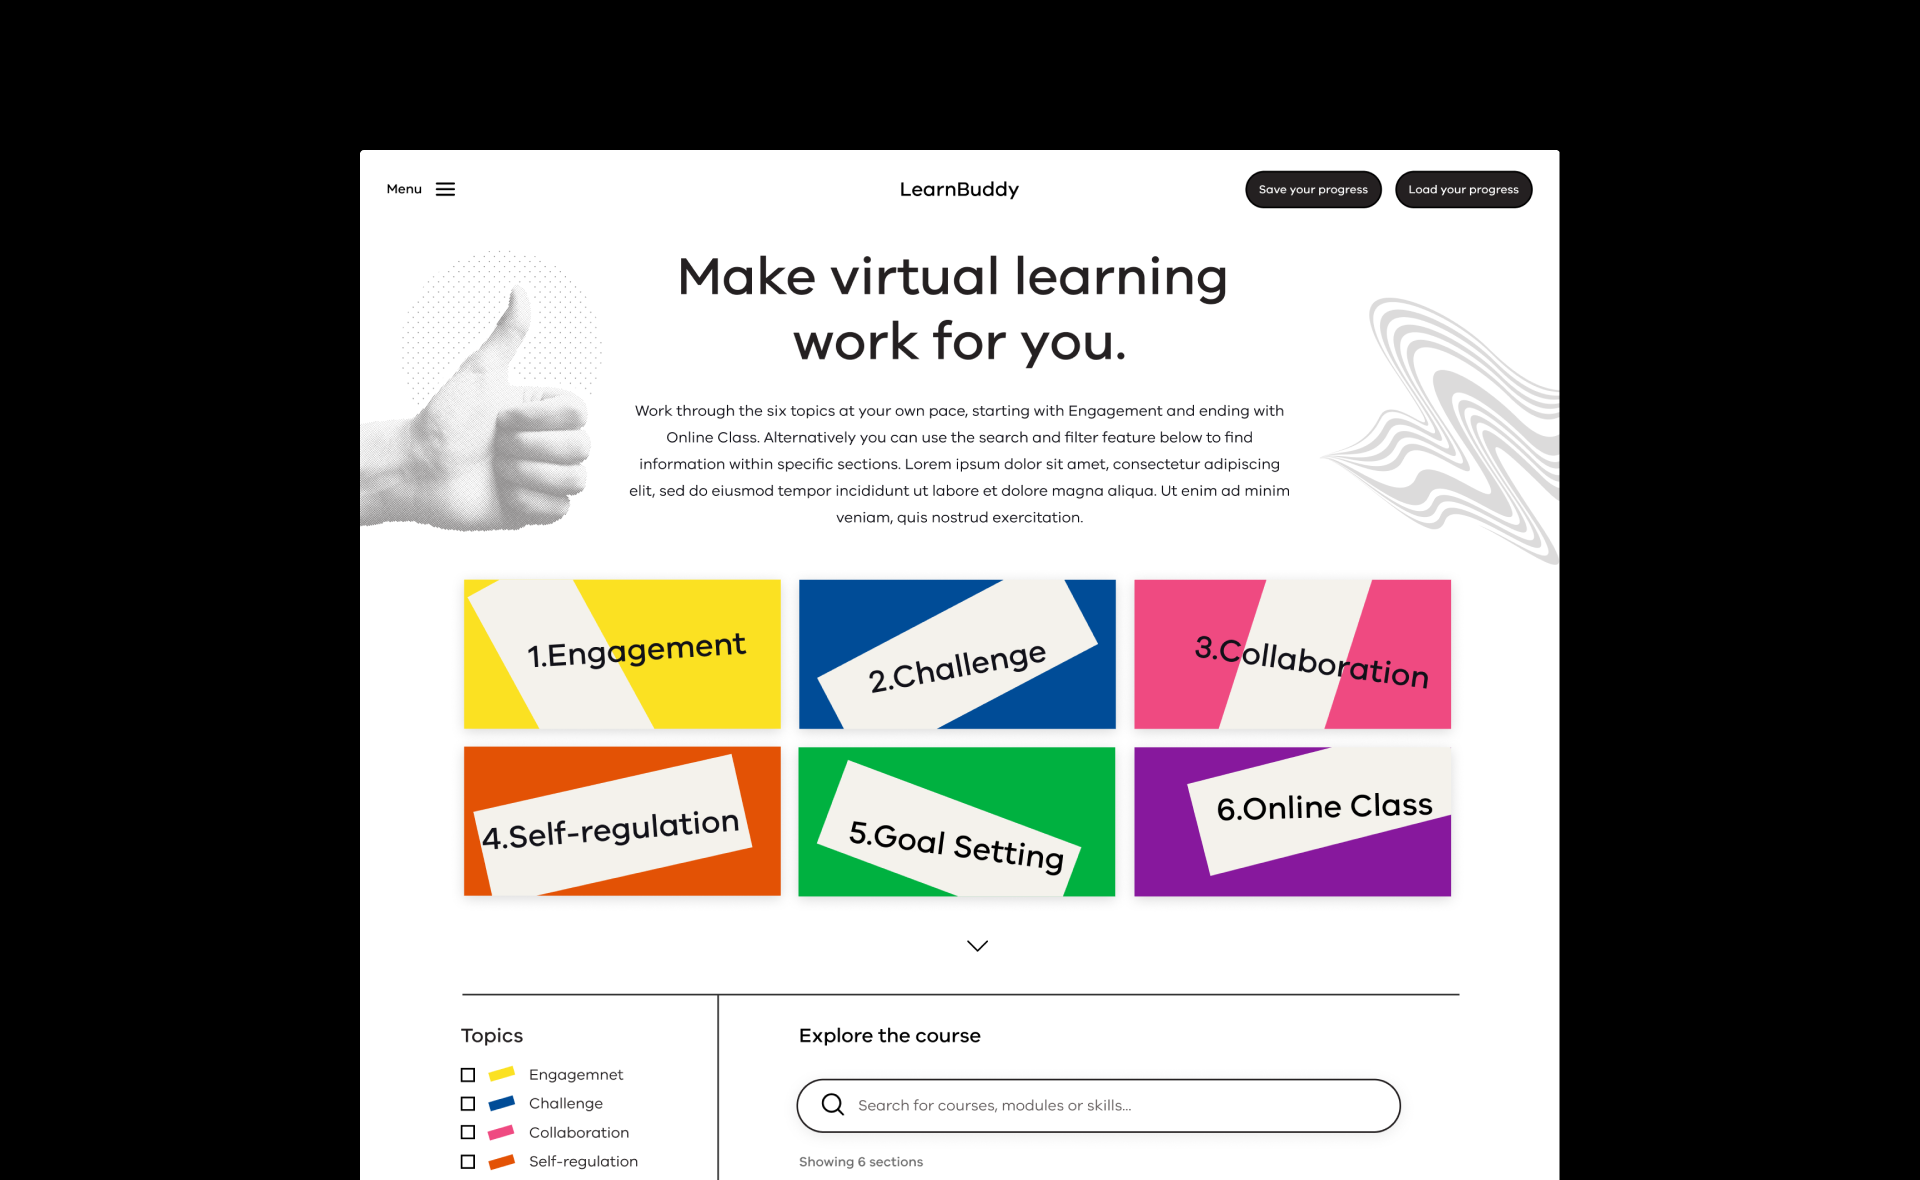 Menu
LearnBuddy
Save your progress
Load your progress
Make virtual learning
work for you.
Work through the six topics at your own pace, starting with Engagement and ending with
Online Class. Alternatively you can use the search and filter feature below to find
information within specific sections. Lorem ipsum dolor sit amet, consectetur adipiscing
elit, sed do eiusmod tempor incididunt ut labore et dolore magna aliqua. Ut enim ad minim
veniam, quis nostrud exercitation.
1.Engagement
2.Challenge
3.Collaboration
4.Self-regulation
5.Goal Setting
6.Online Class
Topics
Engagemnet
Challenge
Collaboration
Self-regulation
Explore the course
Search for courses, modules or skills...
Showing 6 sections